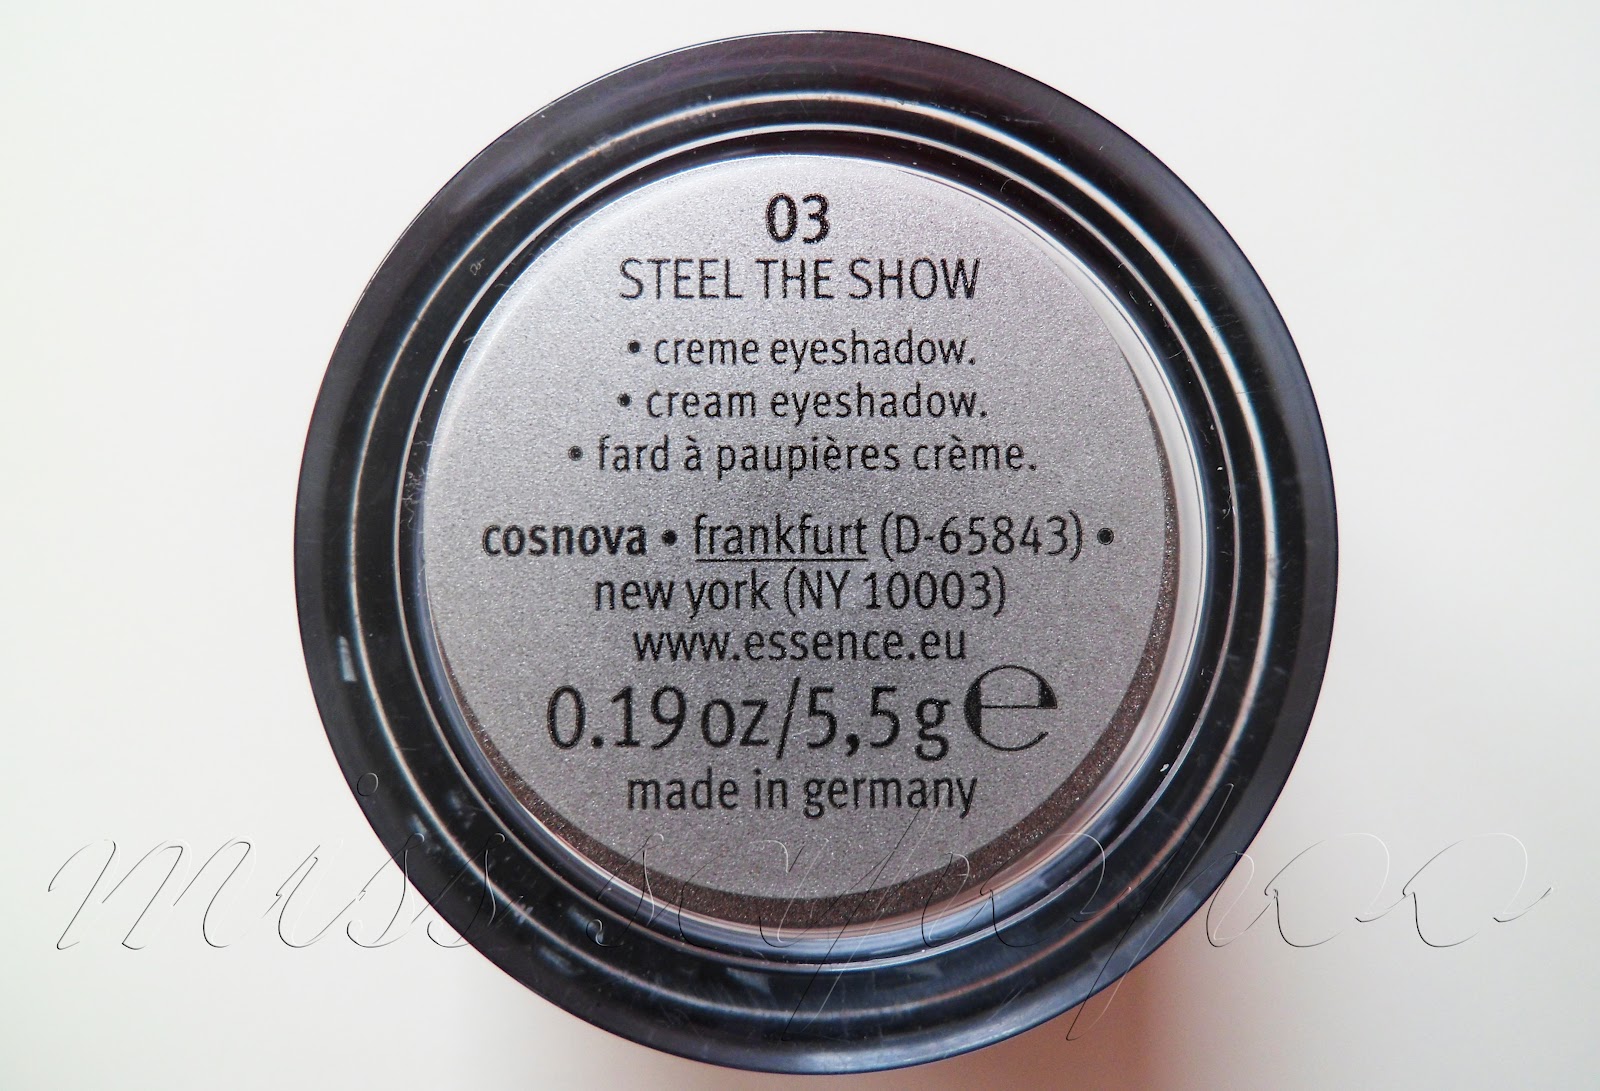 03
STEEL THE SHOW
• creme eyeshadow.
• cream eyeshadow.
• fard à paupières crème.
cosnova • frankfurt (D-65843) •
new york (NY 10003)
www.essence.eu
0.19 oz/5,5 g ℮
made in germany
miss